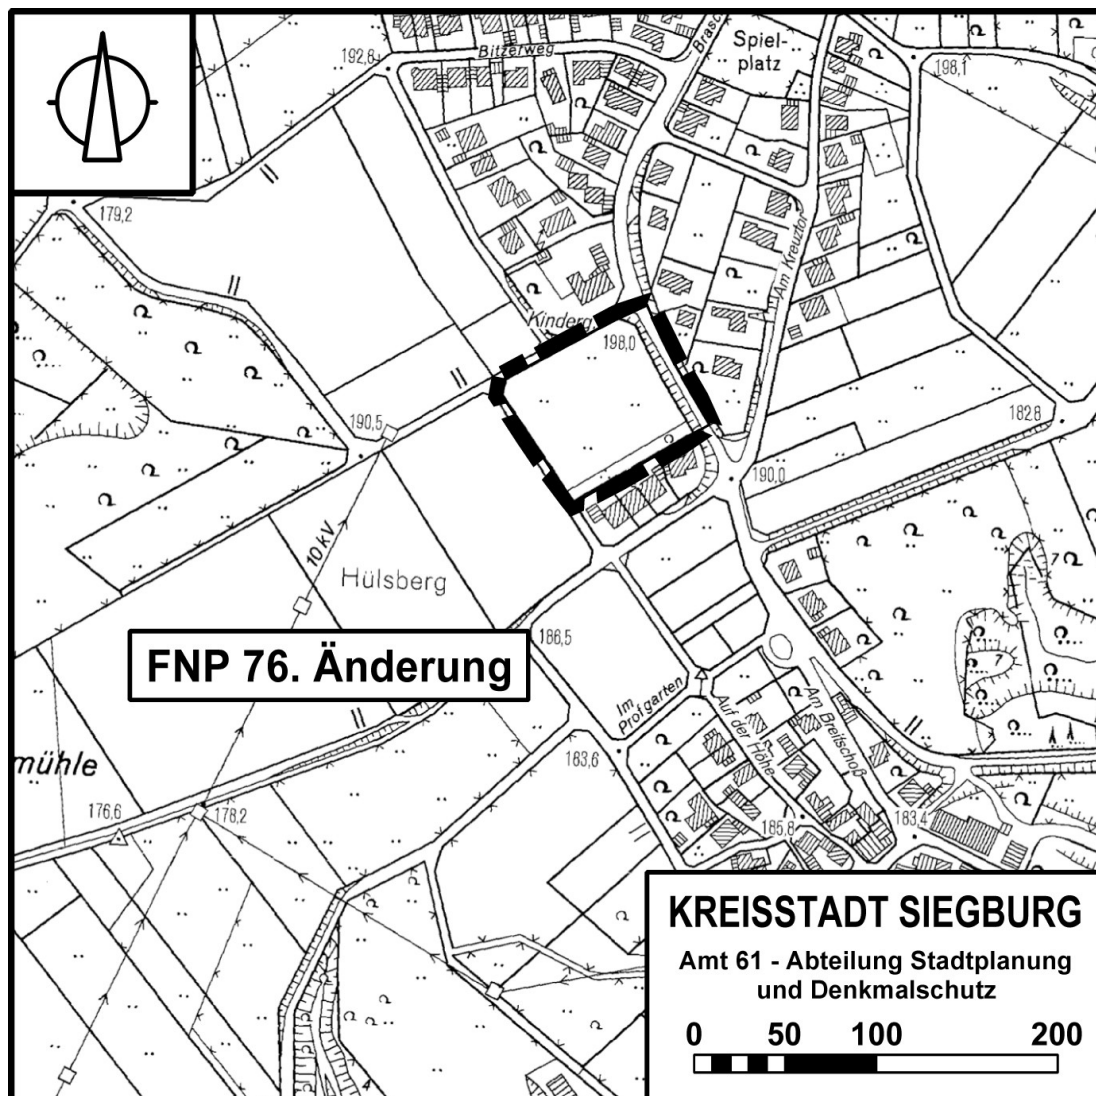 Bitzerweg
Spiel-
platz
192,8
198,1
179,2
Am Kreuztor
Kinderg
198,0
190,5
182,8
190,0
10 KV
Hülsberg
186,5
FNP 76. Änderung
Im
Profgarten
Auf der Höhe
Am Breitschoß
183,6
mühle
176,6
178,2
185,8
183,4
KREISSTADT SIEGBURG
Amt 61 - Abteilung Stadtplanung
und Denkmalschutz
0 50 100 200